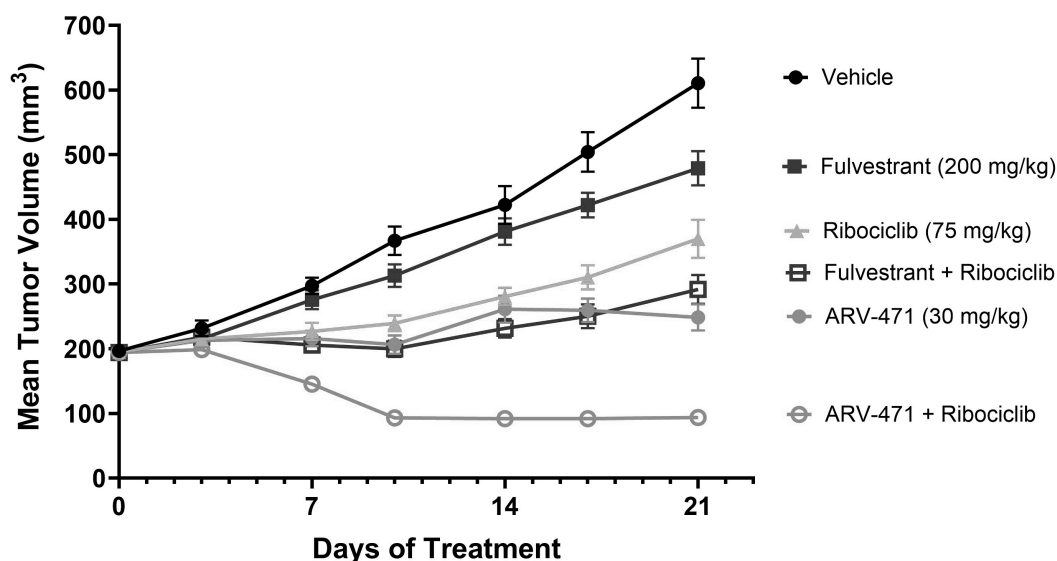 700
600
500
400
300
200
100
0
Mean Tumor Volume (mm³)
0 7 14 21
Days of Treatment
Vehicle
Fulvestrant (200 mg/kg)
Ribociclib (75 mg/kg)
Fulvestrant + Ribociclib
ARV-471 (30 mg/kg)
ARV-471 + Ribociclib